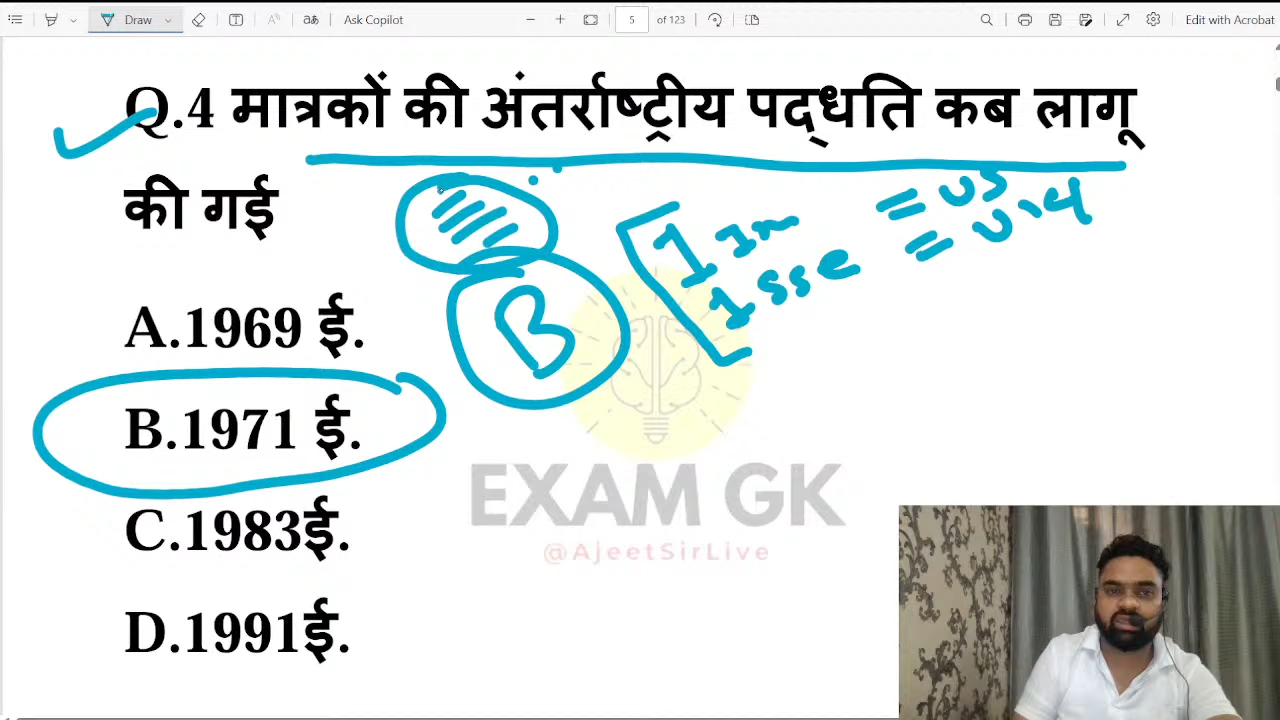 Draw
Ask Copilot
5 of 123
Edit with Acrobat
Q.4 मात्रकों की अंतर्राष्ट्रीय पद्धति कब लागू
की गई
A.1969 ई.
B.1971 ई.
C.1983ई.
D.1991ई.
B
EXAM GK
@AjeetSirLive